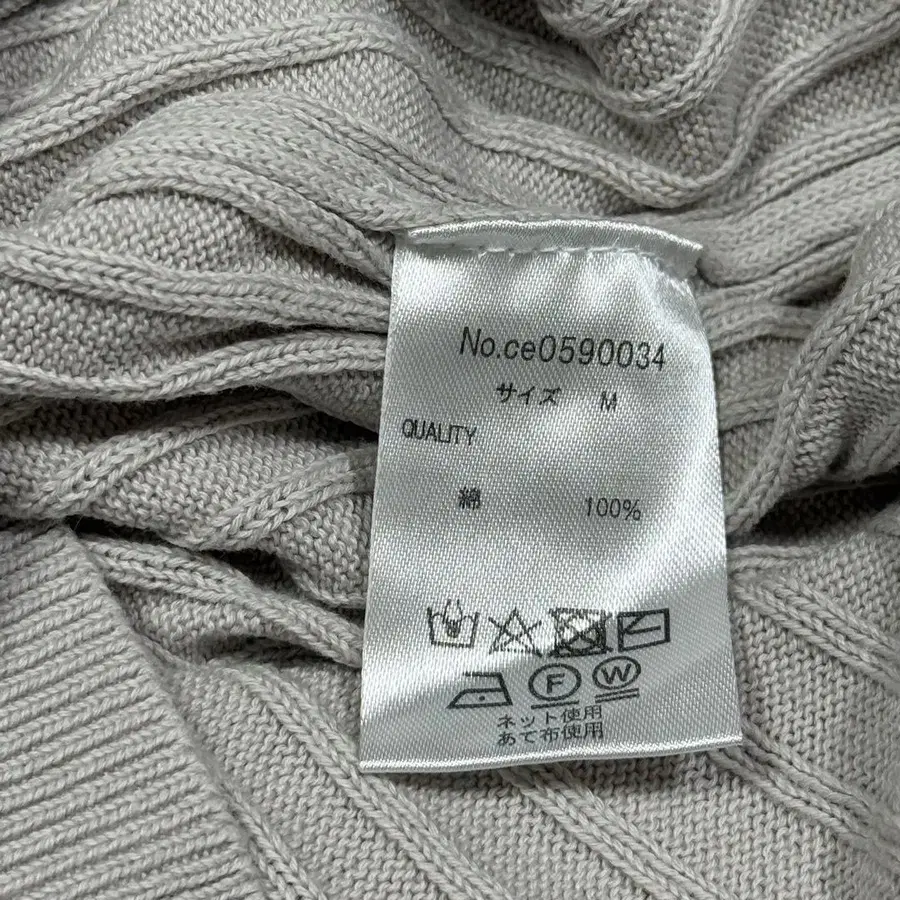 No.ce0590034
サイズ M
QUALITY
綿 100%
F W
ネット使用
あて布使用